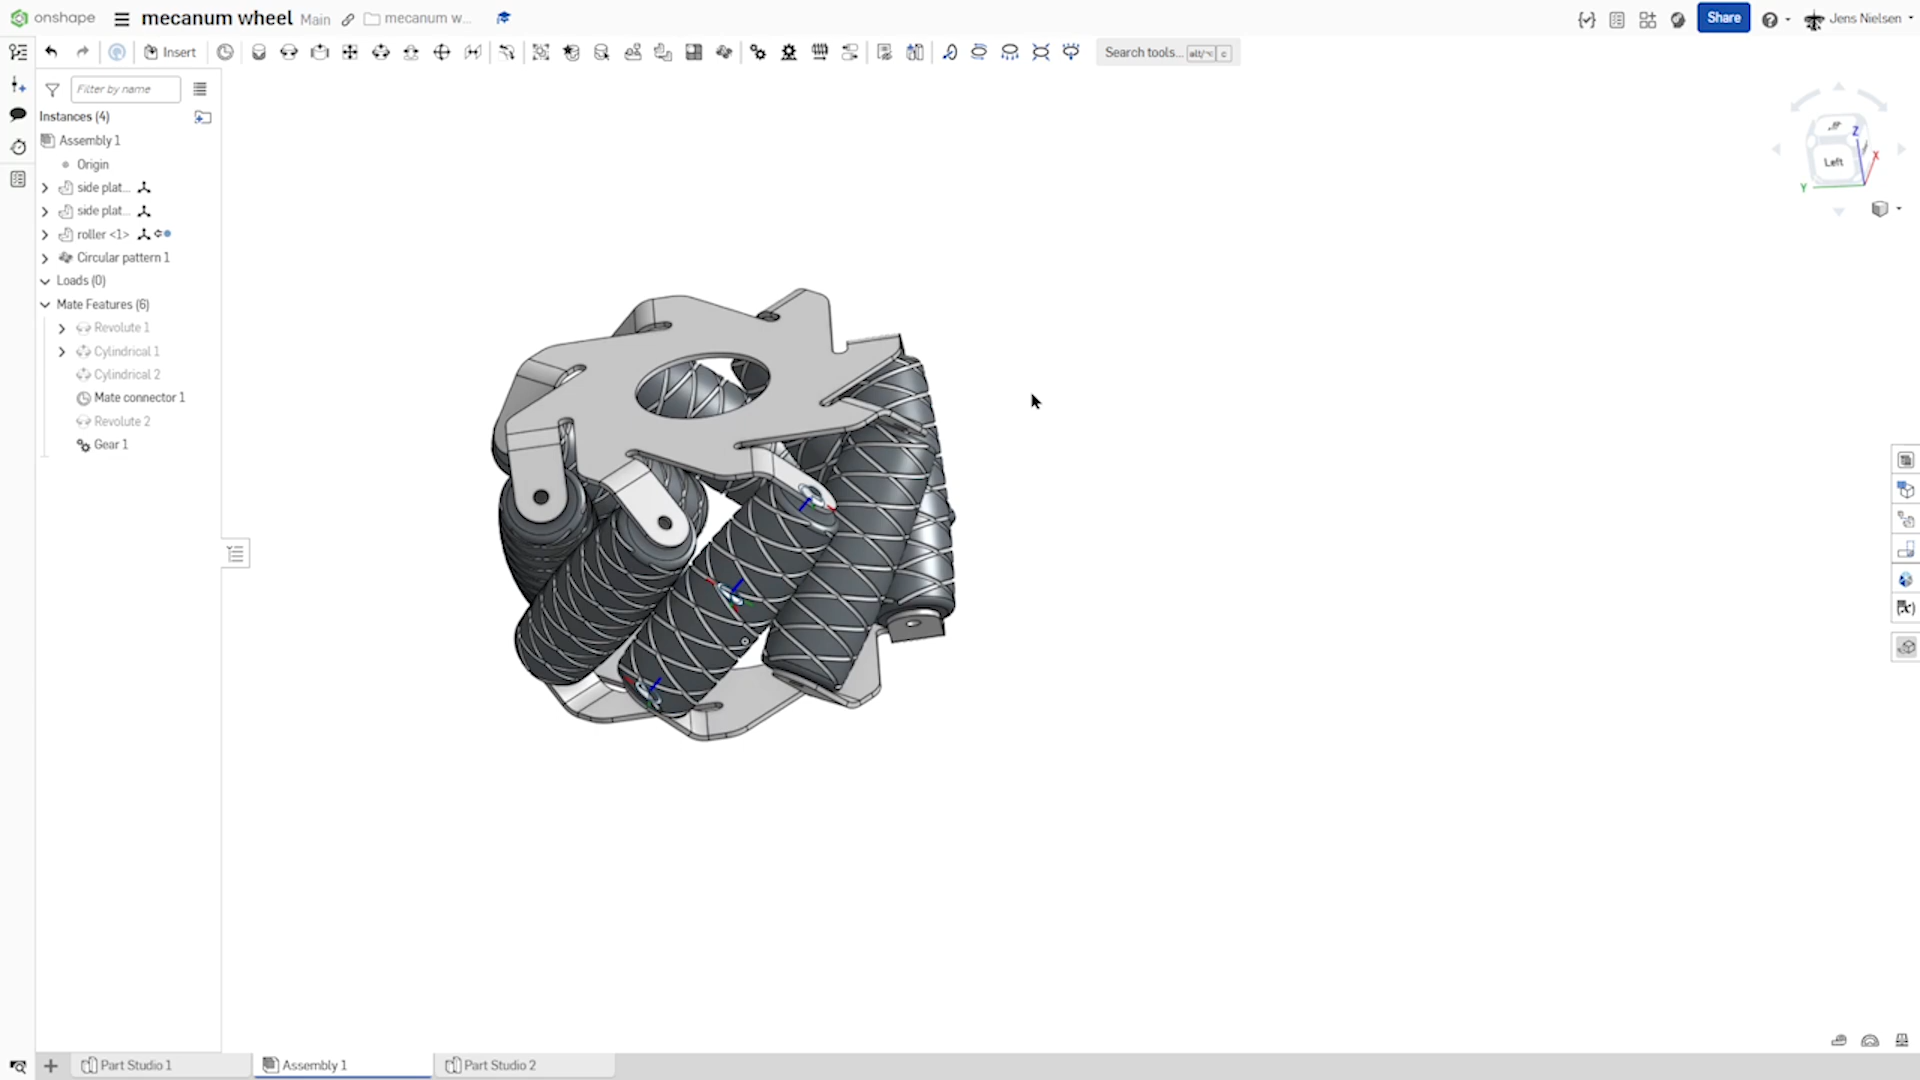 onshape mecanum wheel Main mecanum w... Share Jens Nielsen
Insert Search tools... alt/⌥ c
Filter by name
Instances (4)
Assembly 1
Origin
side plat...
side plat...
roller <1>
Circular pattern 1
Loads (0)
Mate Features (6)
Revolute 1
Cylindrical 1
Cylindrical 2
Mate connector 1
Revolute 2
Gear 1
Z
Left
X
Y
Part Studio 1 Assembly 1 Part Studio 2